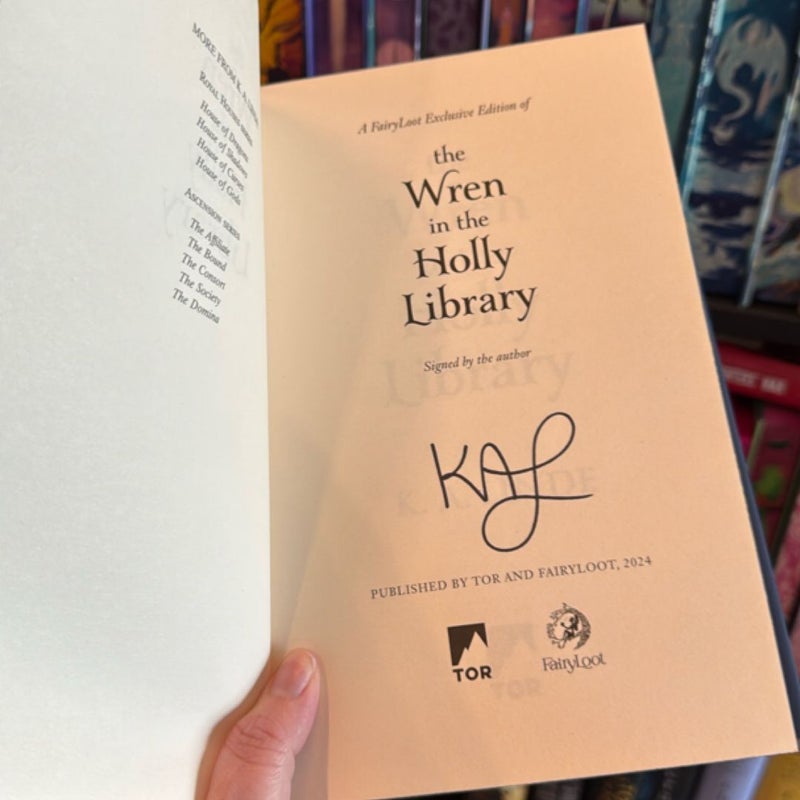 MORE FROM K. A. LINDE
ROYAL HOUSES SERIES
House of Dragons
House of Shadows
House of Curses
House of Gods
ASCENSION SERIES
The Affiliate
The Bound
The Consort
The Society
The Domina
A FairyLoot Exclusive Edition of
the
Wren
in the
Holly
Library
Signed by the author
KAL
PUBLISHED BY TOR AND FAIRYLOOT, 2024
TOR
FairyLoot